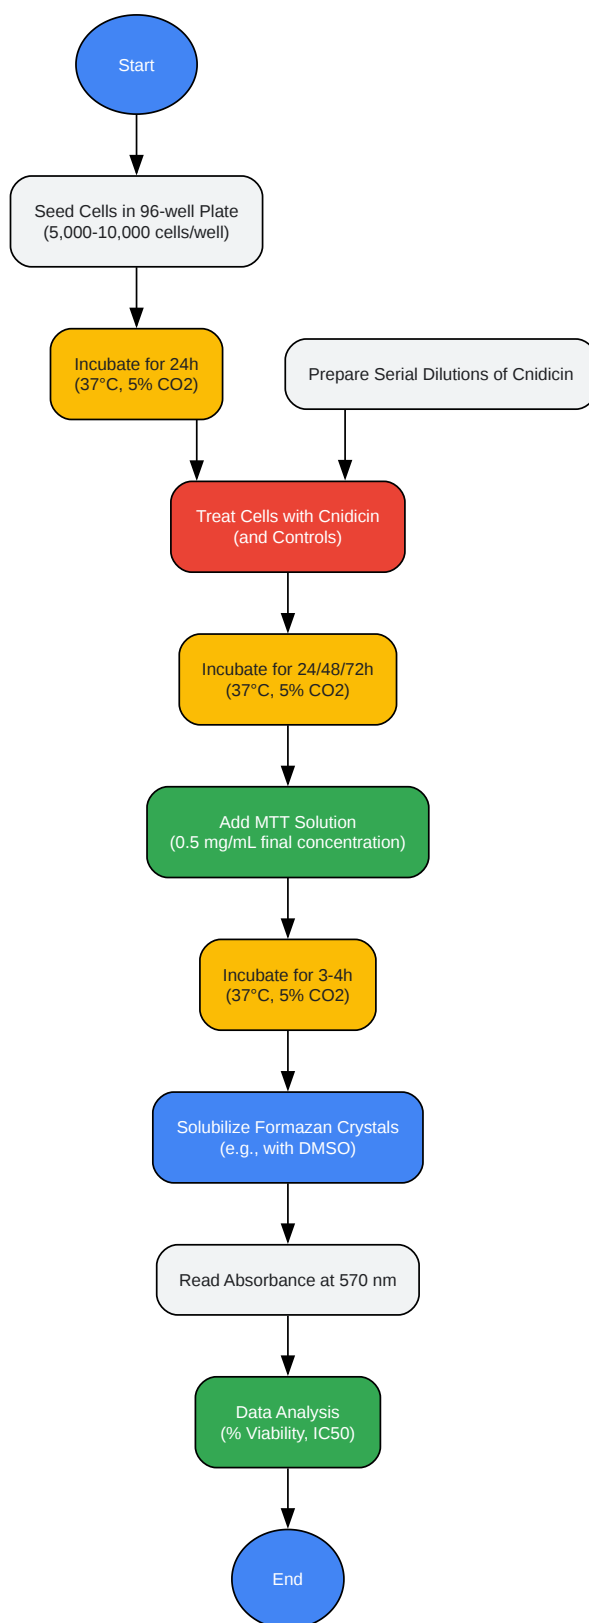 Start
Seed Cells in 96-well Plate
(5,000-10,000 cells/well)
Incubate for 24h
(37°C, 5% CO2)
Prepare Serial Dilutions of Cnidicin
Treat Cells with Cnidicin
(and Controls)
Incubate for 24/48/72h
(37°C, 5% CO2)
Add MTT Solution
(0.5 mg/mL final concentration)
Incubate for 3-4h
(37°C, 5% CO2)
Solubilize Formazan Crystals
(e.g., with DMSO)
Read Absorbance at 570 nm
Data Analysis
(% Viability, IC50)
End